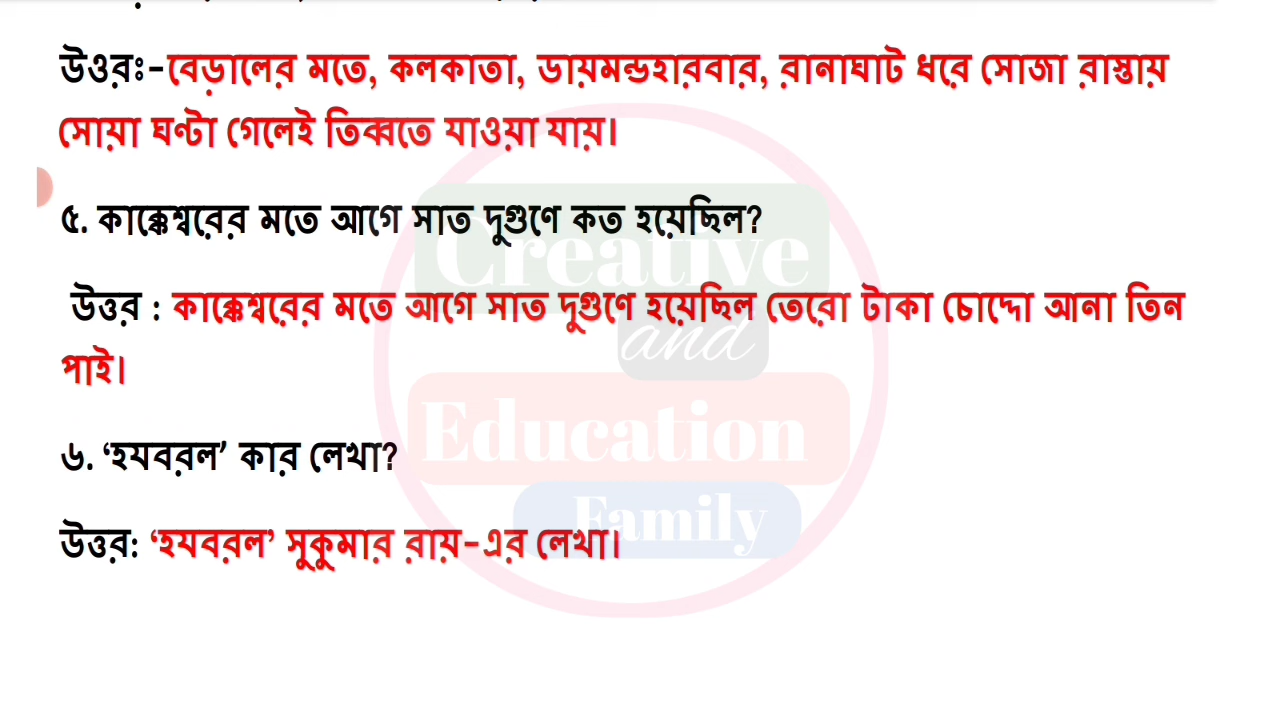 উওরঃ-বেড়ালের মতে, কলকাতা, ডায়মন্ডহারবার, রানাঘাট ধরে সোজা রাস্তায়
সোয়া ঘণ্টা গেলেই তিব্বতে যাওয়া যায়।
৫. কাক্কেশ্বরের মতে আগে সাত দুগুণে কত হয়েছিল?
Creative
উত্তর : কাক্কেশ্বরের মতে আগে সাত দুগুণে হয়েছিল তেরো টাকা চোদ্দো আনা তিন
and
পাই।
Education
৬. ‘হযবরল’ কার লেখা?
Family
উত্তর: ‘হযবরল’ সুকুমার রায়-এর লেখা।